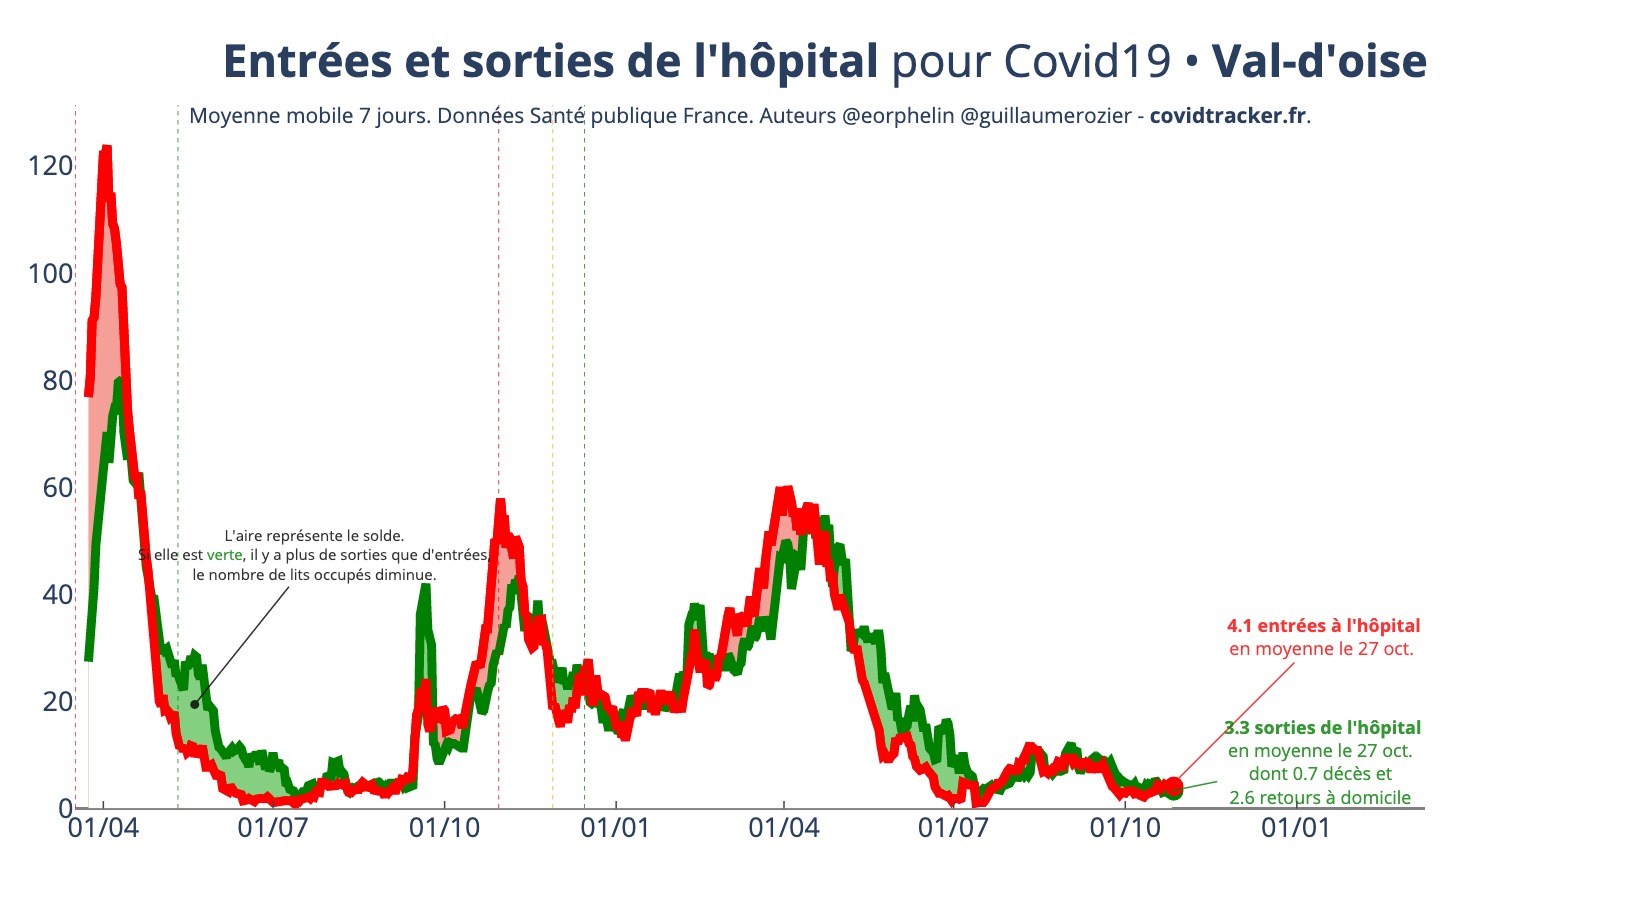 Entrées et sorties de l'hôpital pour Covid19 • Val-d'oise
Moyenne mobile 7 jours. Données Santé publique France. Auteurs @eorphelin @guillaumerozier - covidtracker.fr.
120
100
80
60
40
20
0
L'aire représente le solde.
Si elle est verte, il y a plus de sorties que d'entrées,
le nombre de lits occupés diminue.
4.1 entrées à l'hôpital
en moyenne le 27 oct.
3.3 sorties de l'hôpital
en moyenne le 27 oct.
dont 0.7 décès et
2.6 retours à domicile
01/04
01/07
01/10
01/01
01/04
01/07
01/10
01/01